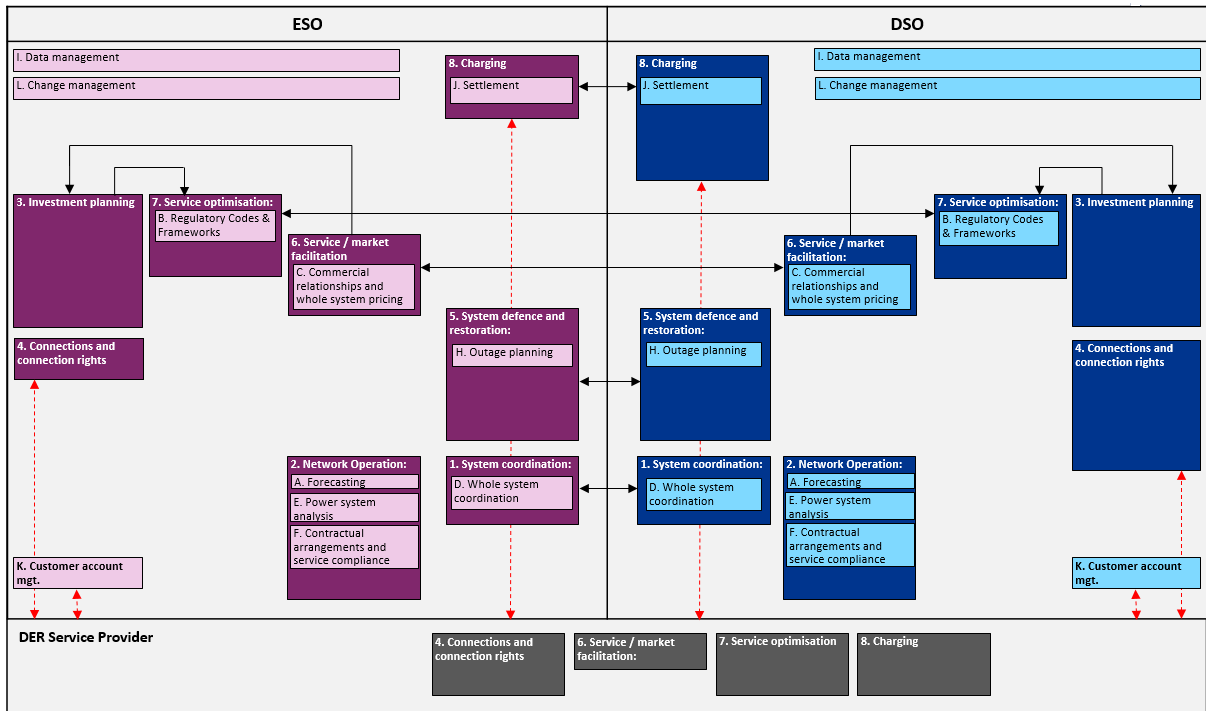 ESO
DSO
I. Data management
L. Change management
8. Charging
J. Settlement
8. Charging
J. Settlement
I. Data management
L. Change management
3. Investment planning
7. Service optimisation:
B. Regulatory Codes &
Frameworks
6. Service / market
facilitation
C. Commercial
relationships and
whole system pricing
6. Service / market
facilitation:
C. Commercial
relationships and
whole system pricing
7. Service optimisation:
B. Regulatory Codes
& Frameworks
3. Investment planning
4. Connections and
connection rights
5. System defence and
restoration:
H. Outage planning
5. System defence and
restoration:
H. Outage planning
4. Connections and
connection rights
2. Network Operation:
A. Forecasting
E. Power system
analysis
F. Contractual
arrangements and
service compliance
1. System coordination:
D. Whole system
coordination
1. System coordination:
D. Whole system
coordination
2. Network Operation:
A. Forecasting
E. Power system
analysis
F. Contractual
arrangements and
service compliance
K. Customer account
mgt.
K. Customer account
mgt.
DER Service Provider
4. Connections and
connection rights
6. Service / market
facilitation:
7. Service optimisation
8. Charging